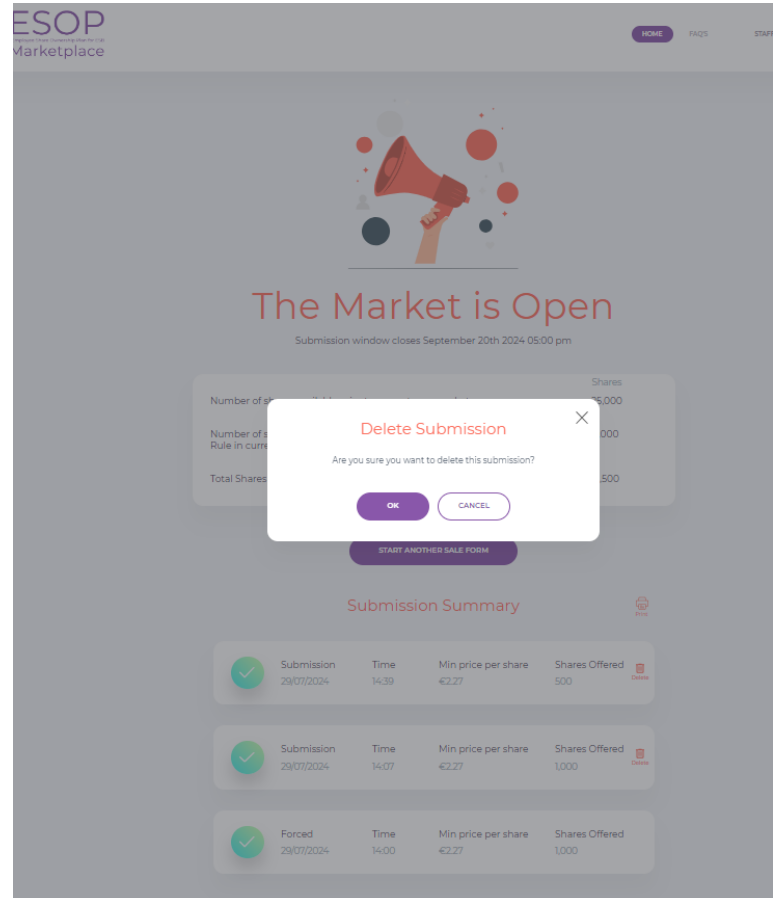 ESOP
Marketplace
HOME FAQS STAFF
The Market is Open
Submission window closes September 20th 2024 05:00 pm
Shares
Number of
Number of
Rule in
Total Shares
,500
Delete Submission
Are you sure you want to delete this submission?
OK CANCEL
START ANOTHER SALE FORM
Submission Summary
Print
Submission Time Min price per share Shares Offered
29/07/2024 14:39 €2.27 500
Delete
Submission Time Min price per share Shares Offered
29/07/2024 14:07 €2.27 1,000
Delete
Forced Time Min price per share Shares Offered
29/07/2024 14:00 €2.27 1,000